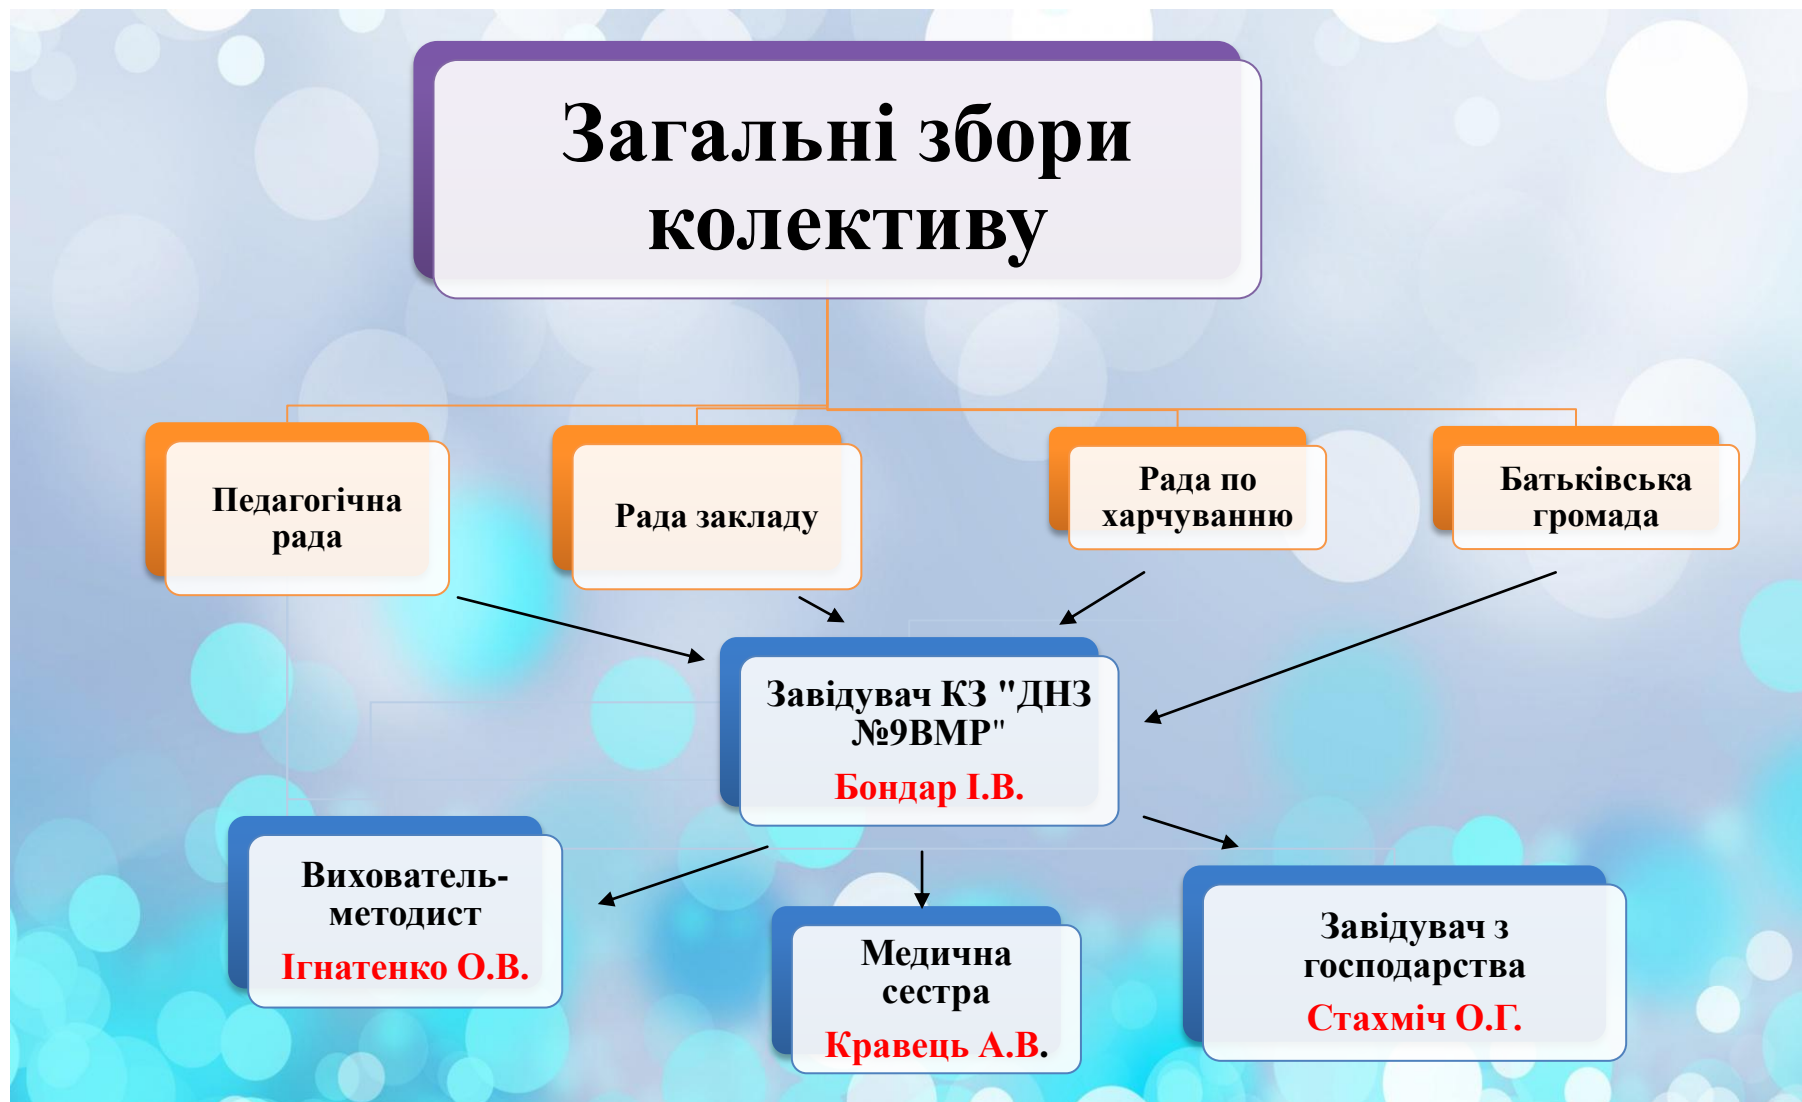 Загальні збори
колективу
Педагогічна
рада
Рада закладу
Рада по
харчуванню
Батьківська
громада
Завідувач КЗ "ДНЗ
№9ВМР"
Бондар І.В.
Вихователь-
методист
Ігнатенко О.В.
Медична
сестра
Кравець А.В.
Завідувач з
господарства
Стахміч О.Г.